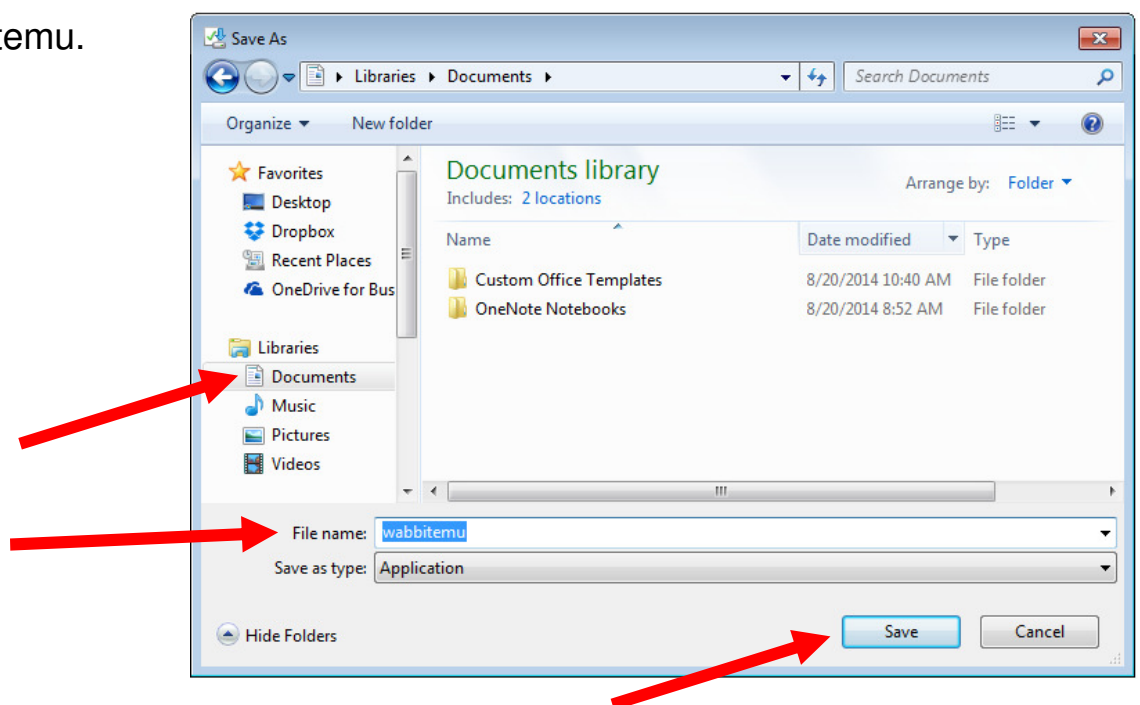 temu.
Save As
Libraries Documents
Search Documents
Organize New folder
Favorites
Desktop
Dropbox
Recent Places
OneDrive for Bus
Libraries
Documents
Music
Pictures
Videos
Documents library
Includes: 2 locations
Arrange by: Folder
Name Date modified Type
Custom Office Templates 8/20/2014 10:40 AM File folder
OneNote Notebooks 8/20/2014 8:52 AM File folder
File name: wabbitemu
Save as type: Application
Hide Folders
Save Cancel